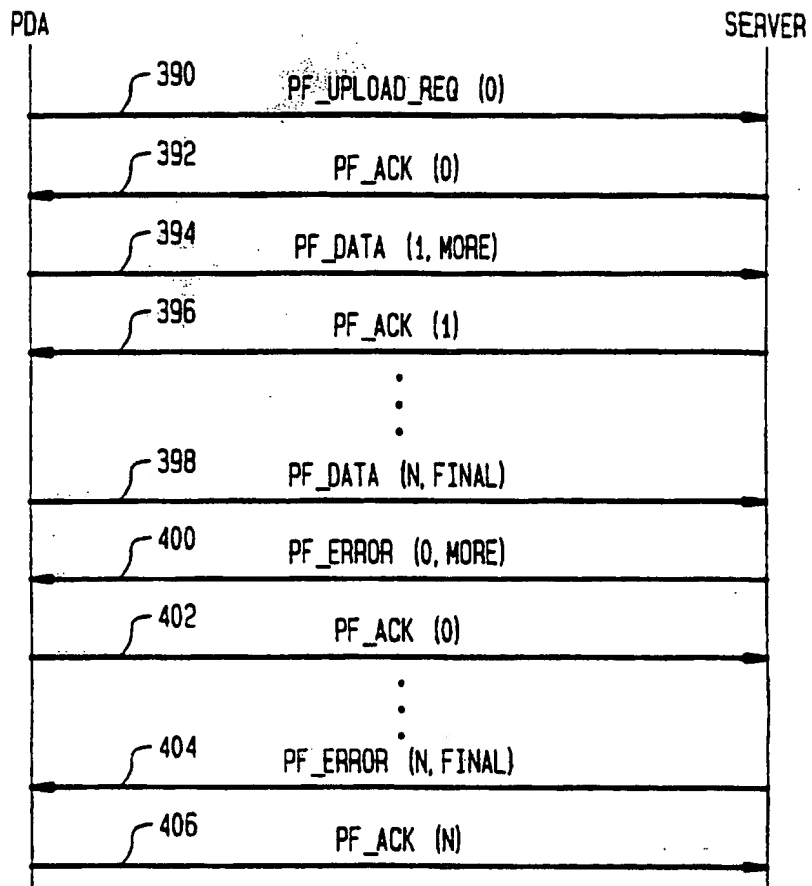 PDA SERVER
390 PF_UPLOAD_REQ (0)
392 PF_ACK (0)
394 PF_DATA (1, MORE)
396 PF_ACK (1)
398 PF_DATA (N, FINAL)
400 PF_ERROR (0, MORE)
402 PF_ACK (0)
404 PF_ERROR (N, FINAL)
406 PF_ACK (N)